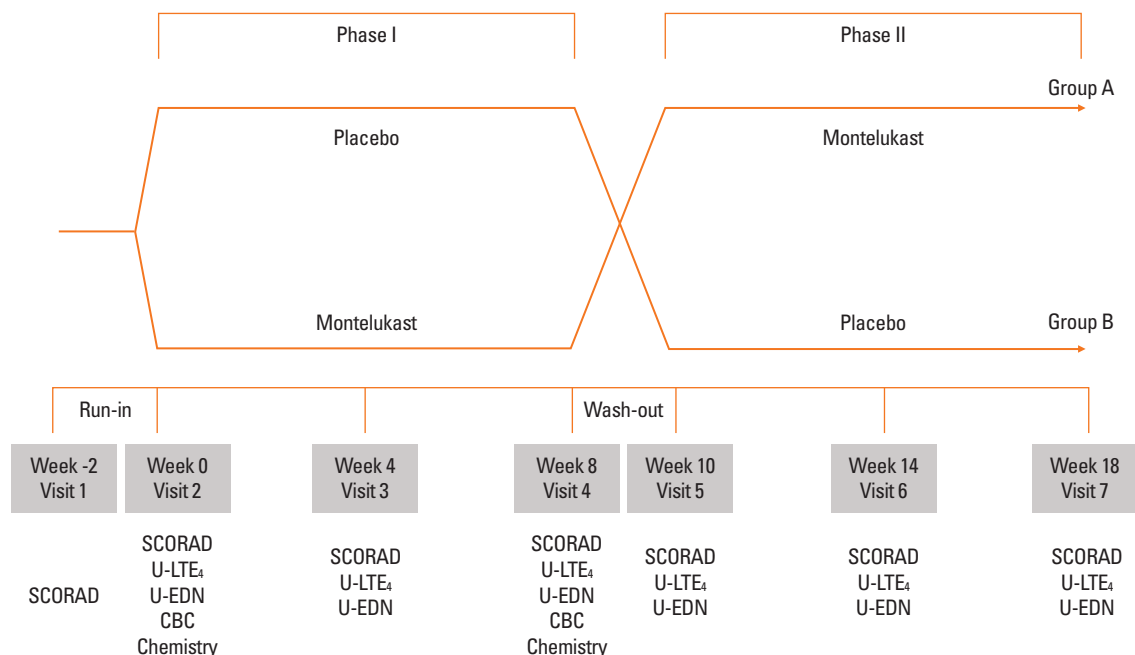 Phase I
Phase II
Group A
Placebo
Montelukast
Montelukast
Placebo
Group B
Run-in
Wash-out
Week -2
Visit 1
Week 0
Visit 2
Week 4
Visit 3
Week 8
Visit 4
Week 10
Visit 5
Week 14
Visit 6
Week 18
Visit 7
SCORAD
SCORAD
U-LTE₄
U-EDN
CBC
Chemistry
SCORAD
U-LTE₄
U-EDN
SCORAD
U-LTE₄
U-EDN
CBC
Chemistry
SCORAD
U-LTE₄
U-EDN
SCORAD
U-LTE₄
U-EDN
SCORAD
U-LTE₄
U-EDN